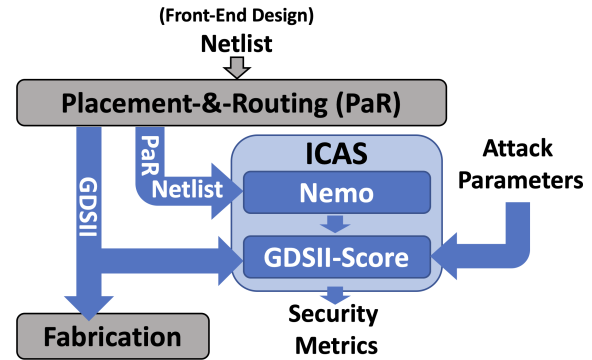 (Front-End Design)
Netlist
Placement-&-Routing (PaR)
GDSII
PaR
Netlist
ICAS
Nemo
GDSII-Score
Attack
Parameters
Security
Metrics
Fabrication